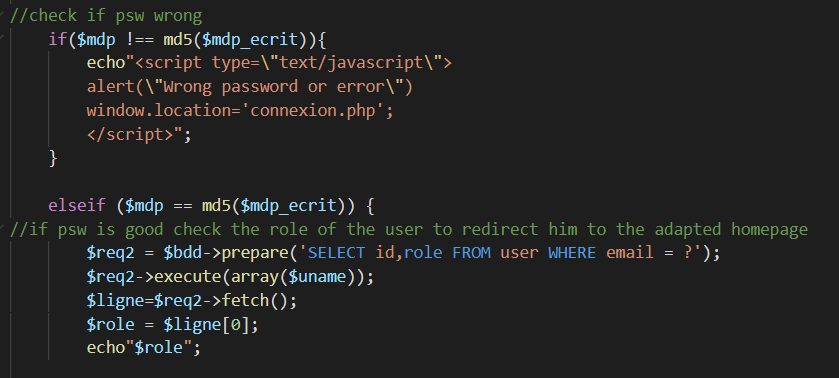 //check if psw wrong
if($mdp !== md5($mdp_ecrit)){
echo"<script type=\"text/javascript\">
alert(\"Wrong password or error\")
window.location='connexion.php';
</script>";
}
elseif ($mdp == md5($mdp_ecrit)) {
//if psw is good check the role of the user to redirect him to the adapted homepage
$req2 = $bdd->prepare('SELECT id,role FROM user WHERE email = ?');
$req2->execute(array($uname));
$ligne=$req2->fetch();
$role = $ligne[0];
echo"$role";